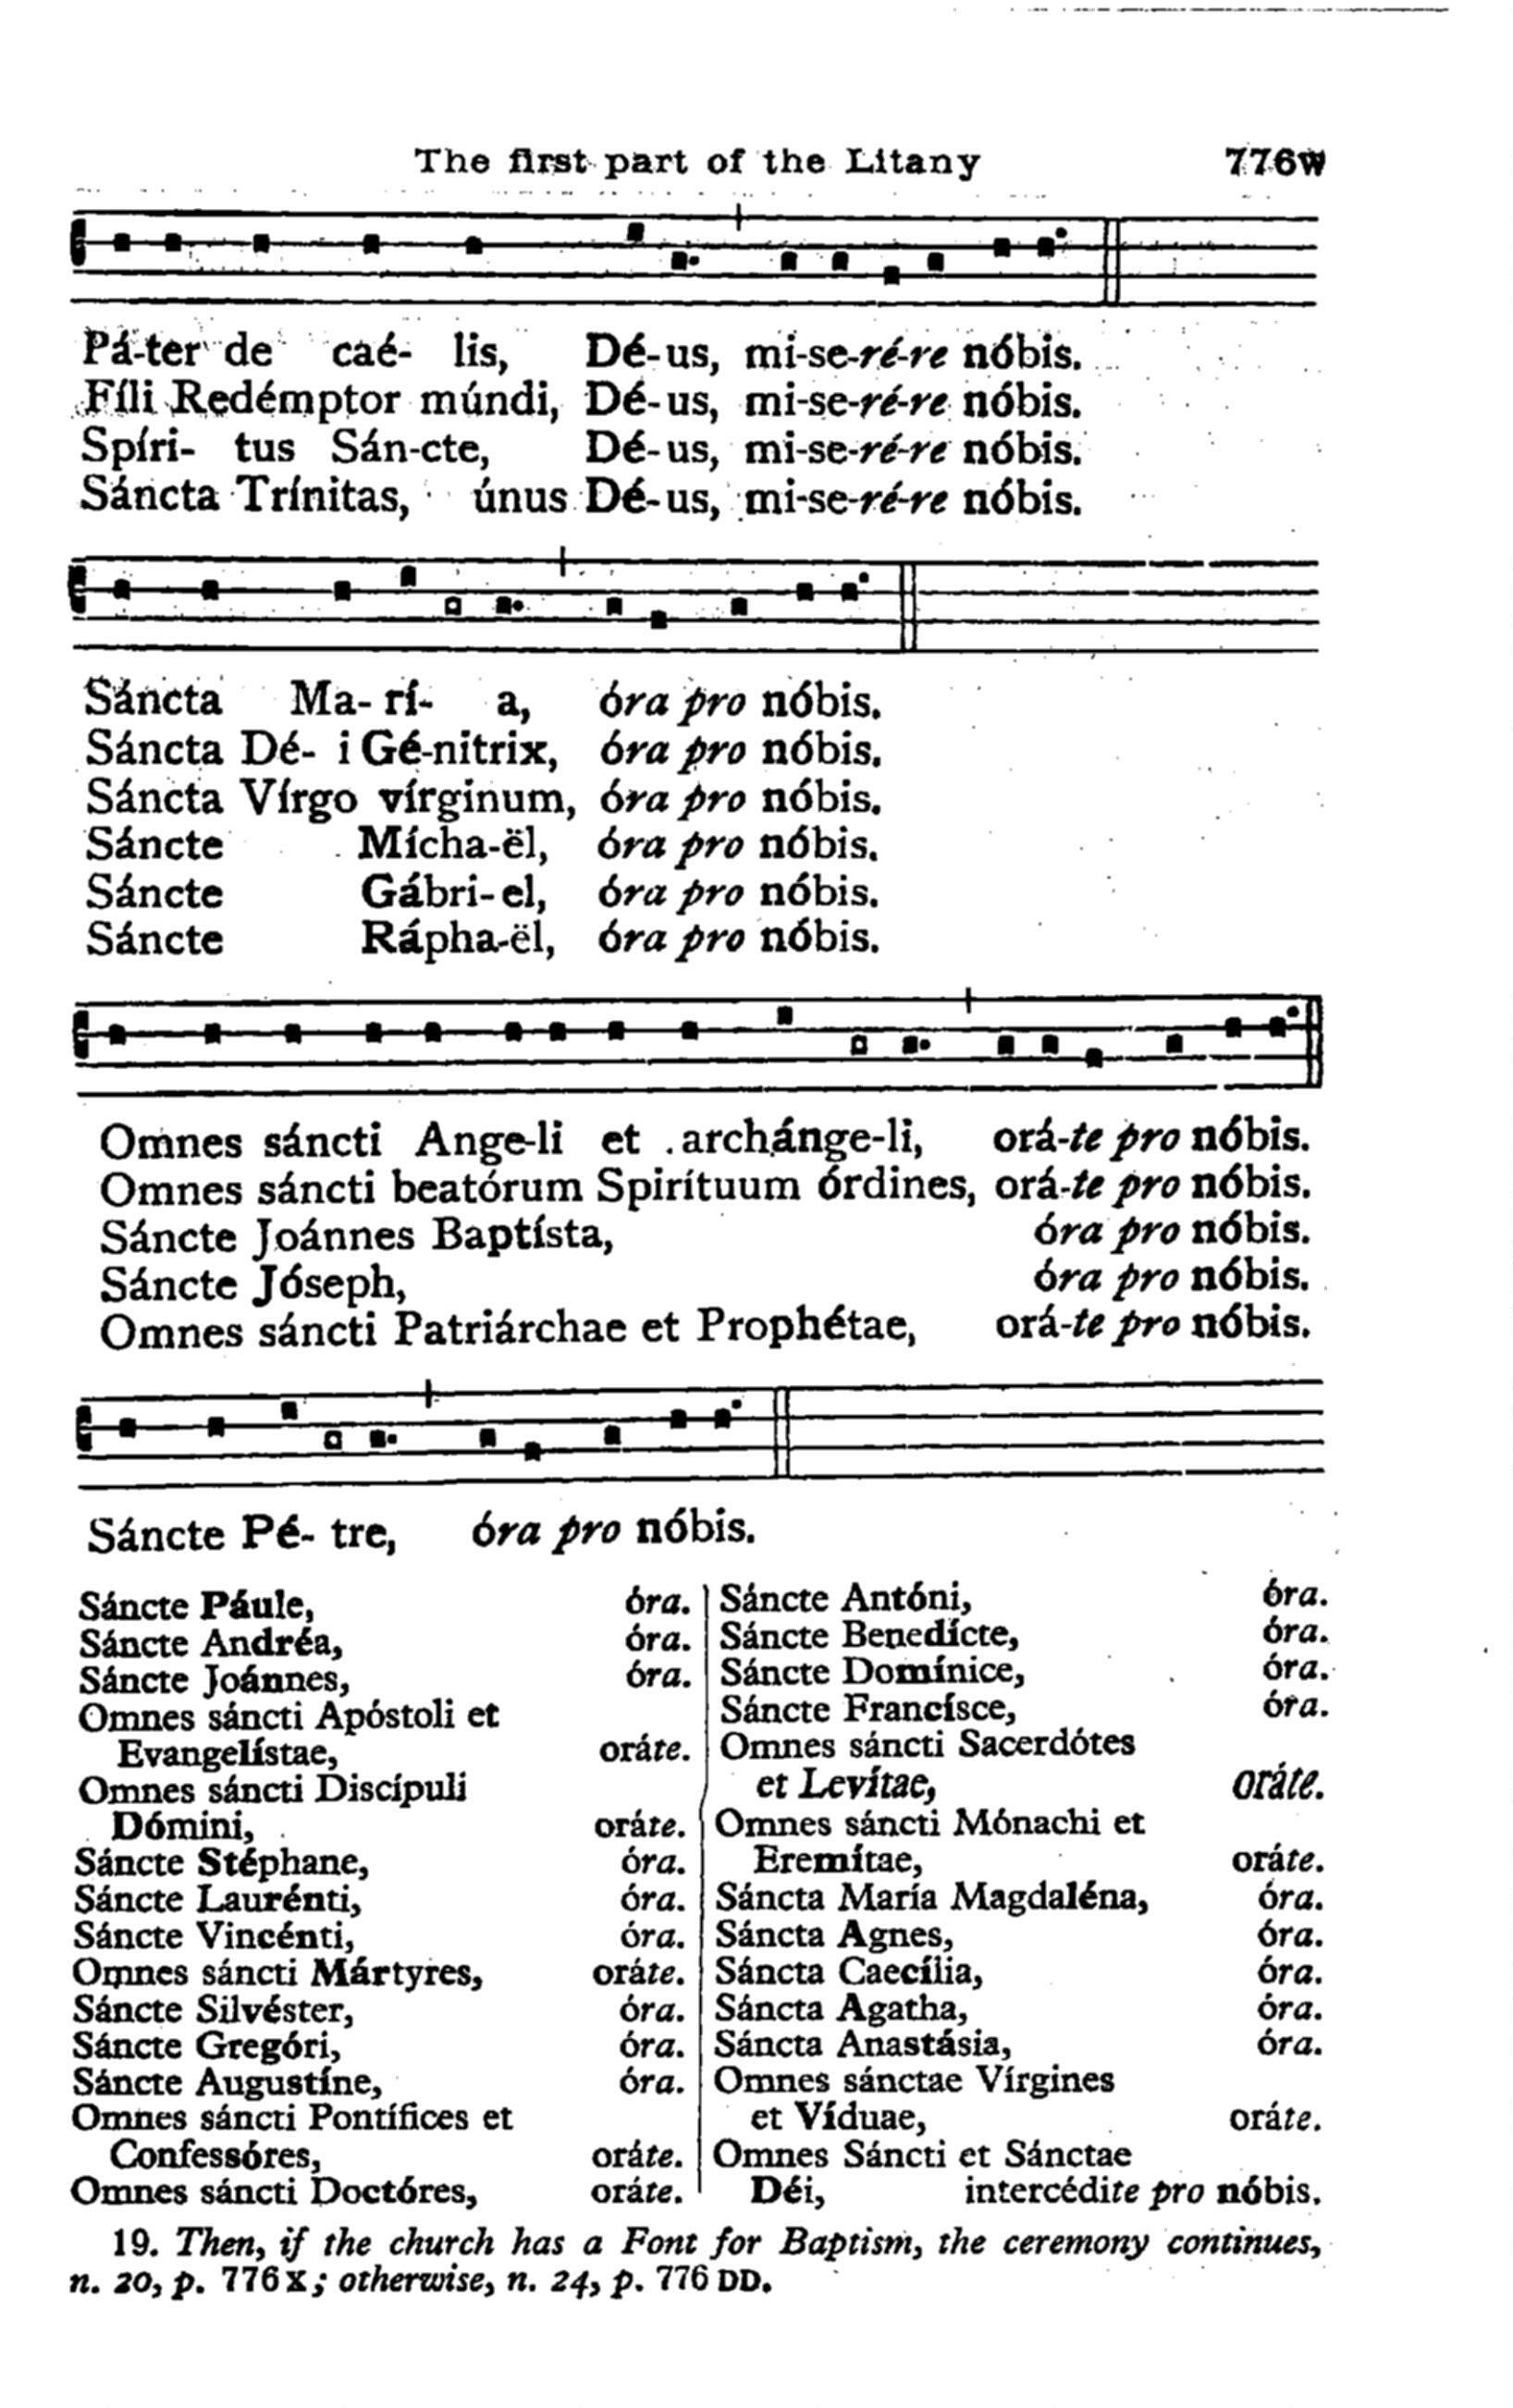 The first part of the Litany 776W
Pá-ter de caé- lis, Dé-us, mi-se-ré-re nóbis.
Fíli Redémptor múndi, Dé-us, mi-se-ré-re nóbis.
Spíri- tus Sán-cte, Dé-us, mi-se-ré-re nóbis.
Sáncta Trínitas, únus Dé-us, mi-se-ré-re nóbis.
Sáncta Ma- rí- a, óra pro nóbis.
Sáncta Dé- i Gé-nitrix, óra pro nóbis.
Sáncta Vírgo vírginum, óra pro nóbis.
Sáncte Mícha-ël, óra pro nóbis.
Sáncte Gábri-el, óra pro nóbis.
Sáncte Rápha-ël, óra pro nóbis.
Omnes sáncti Ange-li et archánge-li, orá-te pro nóbis.
Omnes sáncti beatórum Spirítuum órdines, orá-te pro nóbis.
Sáncte Joánnes Baptísta, óra pro nóbis.
Sáncte Jóseph, óra pro nóbis.
Omnes sáncti Patriárchae et Prophétae, orá-te pro nóbis.
Sáncte Pé- tre, óra pro nóbis.
Sáncte Páule, óra.
Sáncte Andréa, óra.
Sáncte Joánnes, óra.
Omnes sáncti Apóstoli et
Evangelístae, oráte.
Omnes sáncti Discípuli
Dómini, oráte.
Sáncte Stéphane, óra.
Sáncte Laurénti, óra.
Sáncte Vincénti, óra.
Omnes sáncti Mártyres, oráte.
Sáncte Silvéster, óra.
Sáncte Gregóri, óra.
Sáncte Augustíne, óra.
Omnes sáncti Pontífices et
Confessóres, oráte.
Omnes sáncti Doctóres, oráte.
Sáncte Antóni, óra.
Sáncte Benedícte, óra.
Sáncte Domínice, óra.
Sáncte Francísce, óra.
Omnes sáncti Sacerdótes
et Levítae, oráte.
Omnes sáncti Mónachi et
Eremítae, oráte.
Sáncta María Magdaléna, óra.
Sáncta Agnes, óra.
Sáncta Caecília, óra.
Sáncta Agatha, óra.
Sáncta Anastásia, óra.
Omnes sánctae Vírgines
et Víduae, oráte.
Omnes Sáncti et Sánctae
Déi, intercédite pro nóbis.
19. Then, if the church has a Font for Baptism, the ceremony continues,
n. 20, p. 776 X; otherwise, n. 24, p. 776 DD.